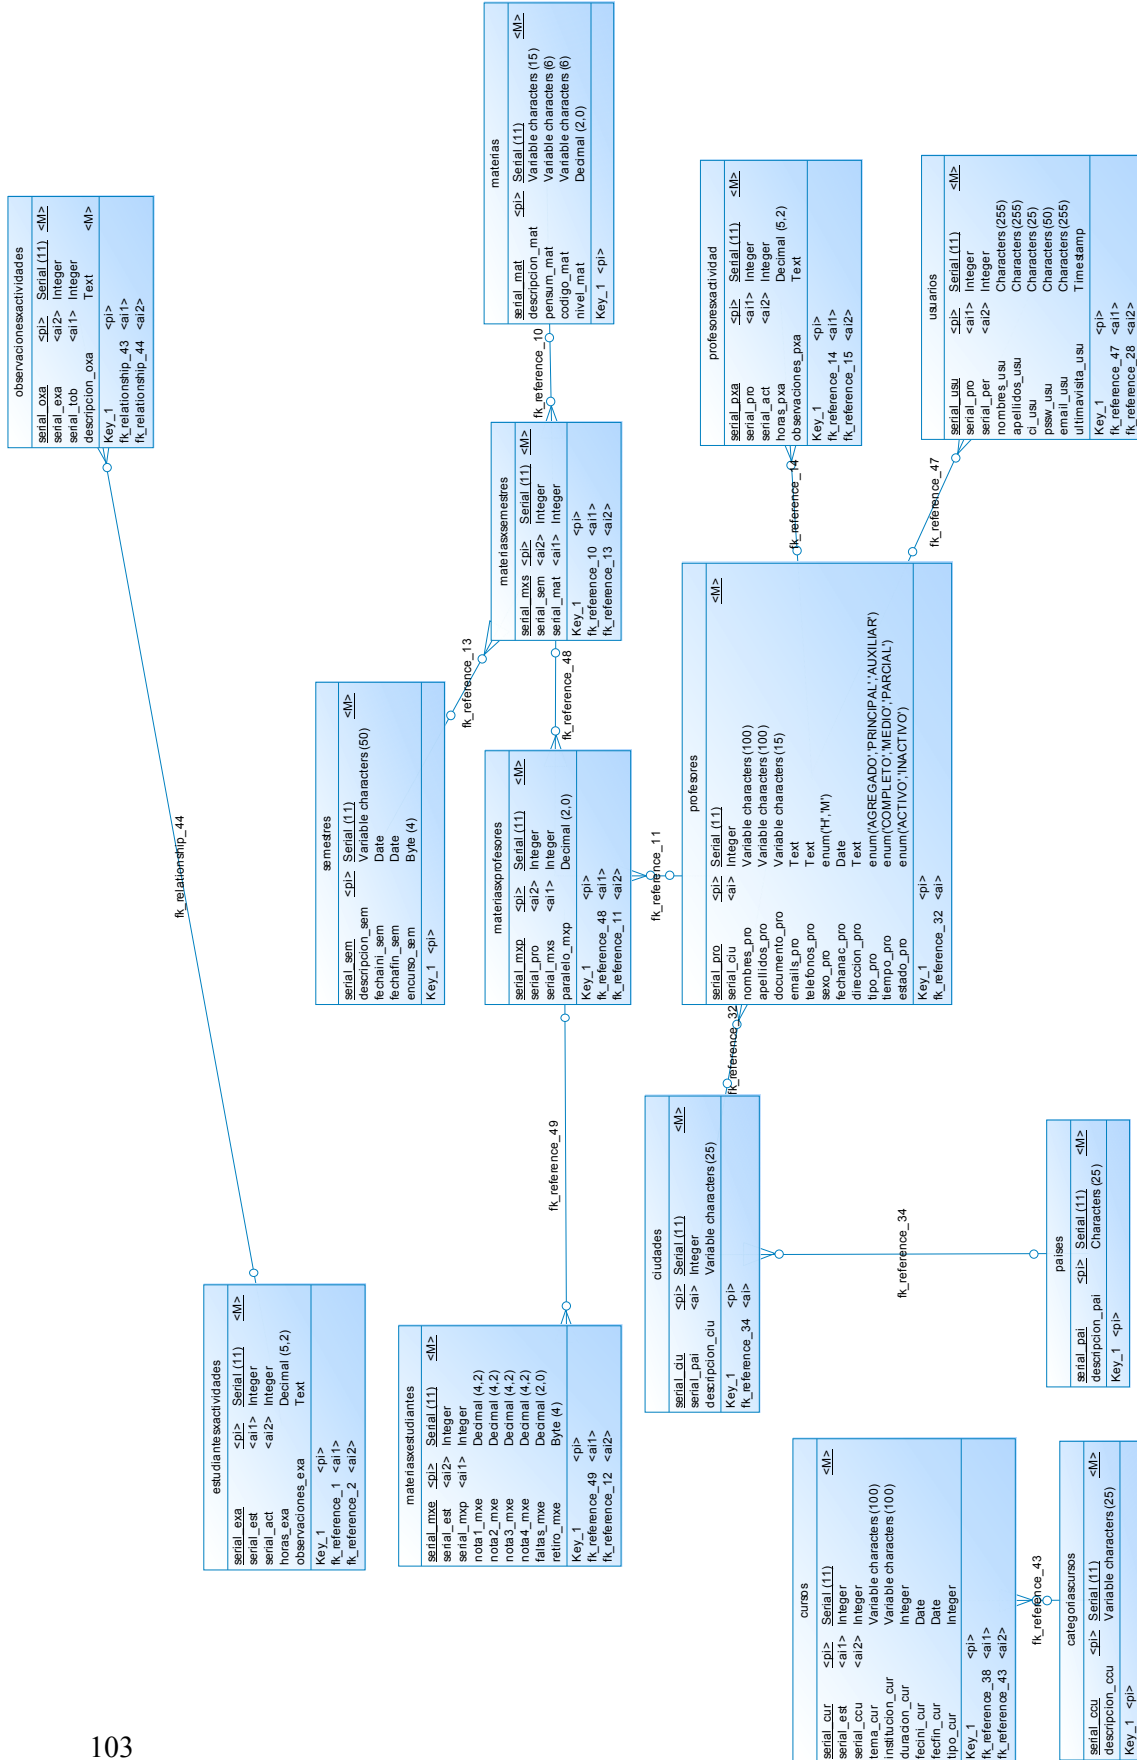 observacionesxactividades
serial_oxa <pi> Serial (11) <M>
serial_exa <ai2> Integer
serial_tob <ai1> Integer
descripcion_oxa Text <M>
Key_1 <pi>
fk_relationship_43 <ai1>
fk_relationship_44 <ai2>
fk_relationship_44
estudiantesxactividades
serial_exa <pi> Serial (11) <M>
serial_est <ai1> Integer
serial_act <ai2> Integer
horas_exa Decimal (5,2)
observaciones_exa Text
Key_1 <pi>
fk_reference_1 <ai1>
fk_reference_2 <ai2>
semestres
serial_sem <pi> Serial (11) <M>
descripcion_sem Variable characters (50)
fechaini_sem Date
fechafin_sem Date
encurso_sem Byte (4)
Key_1 <pi>
fk_reference_13
materias
serial_mat <pi> Serial (11) <M>
descripcion_mat Variable characters (15)
pensum_mat Variable characters (6)
codigo_mat Variable characters (6)
nivel_mat Decimal (2,0)
Key_1 <pi>
fk_reference_10
materiasxsemestres
serial_mxs <pi> Serial (11) <M>
serial_sem <ai2> Integer
serial_mat <ai1> Integer
Key_1 <pi>
fk_reference_10 <ai1>
fk_reference_13 <ai2>
fk_reference_48
materiasxprofesores
serial_mxp <pi> Serial (11) <M>
serial_pro <ai2> Integer
serial_mxs <ai1> Integer
paralelo_mxp Decimal (2,0)
Key_1 <pi>
fk_reference_48 <ai1>
fk_reference_11 <ai2>
fk_reference_49
fk_reference_11
materiasxestudiantes
serial_mxe <pi> Serial (11) <M>
serial_est <ai2> Integer
serial_mxp <ai1> Integer
nota1_mxe Decimal (4,2)
nota2_mxe Decimal (4,2)
nota3_mxe Decimal (4,2)
nota4_mxe Decimal (4,2)
faltas_mxe Decimal (2,0)
retiro_mxe Byte (4)
Key_1 <pi>
fk_reference_49 <ai1>
fk_reference_12 <ai2>
profesores
serial_pro <pi> Serial (11) <M>
serial_ciu <ai> Integer
nombres_pro Variable characters (100)
apellidos_pro Variable characters (100)
documento_pro Variable characters (15)
emails_pro Text
telefonos_pro Text
sexo_pro enum('H','M')
fechanac_pro Date
direccion_pro Text
tipo_pro enum('AGREGADO','PRINCIPAL','AUXILIAR')
tiempo_pro enum('COMPLETO','MEDIO','PARCIAL')
estado_pro enum('ACTIVO','INACTIVO')
Key_1 <pi>
fk_reference_32 <ai>
fk_reference_32
fk_reference_14
fk_reference_47
profesoresxactividad
serial_pxa <pi> Serial (11) <M>
serial_pro <ai1> Integer
serial_act <ai2> Integer
horas_pxa Decimal (5,2)
observaciones_pxa Text
Key_1 <pi>
fk_reference_14 <ai1>
fk_reference_15 <ai2>
usuarios
serial_usu <pi> Serial (11) <M>
serial_pro <ai1> Integer
serial_per <ai2> Integer
nombres_usu Characters (255)
apellidos_usu Characters (255)
ci_usu Characters (25)
pssw_usu Characters (50)
email_usu Characters (255)
ultimavisita_usu Timestamp
Key_1 <pi>
fk_reference_47 <ai1>
fk_reference_28 <ai2>
ciudades
serial_ciu <pi> Serial (11) <M>
serial_pai <ai> Integer
descripcion_ciu Variable characters (25)
Key_1 <pi>
fk_reference_34 <ai>
fk_reference_34
paises
serial_pai <pi> Serial (11) <M>
descripcion_pai Characters (25)
Key_1 <pi>
cursos
serial_cur <pi> Serial (11) <M>
serial_est <ai1> Integer
serial_ccu <ai2> Integer
tema_cur Variable characters (100)
institucion_cur Variable characters (100)
duracion_cur Integer
fecini_cur Date
fecfin_cur Date
tipo_cur Integer
Key_1 <pi>
fk_reference_38 <ai1>
fk_reference_43 <ai2>
fk_reference_43
categoriascursos
serial_ccu <pi> Serial (11) <M>
descripcion_ccu Variable characters (25)
Key_1 <pi>
103